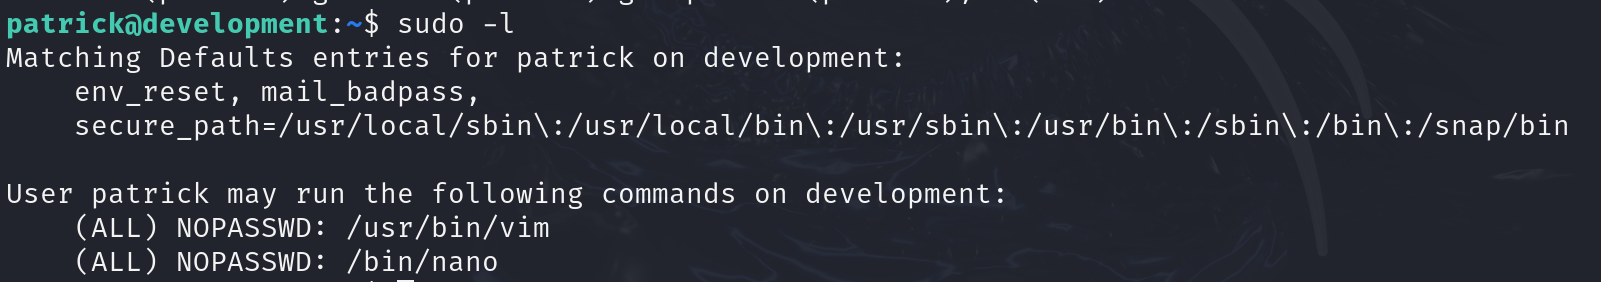 patrick@development:~$ sudo -l
Matching Defaults entries for patrick on development:
    env_reset, mail_badpass,
    secure_path=/usr/local/sbin\:/usr/local/bin\:/usr/sbin\:/usr/bin\:/sbin\:/bin\:/snap/bin

User patrick may run the following commands on development:
    (ALL) NOPASSWD: /usr/bin/vim
    (ALL) NOPASSWD: /bin/nano